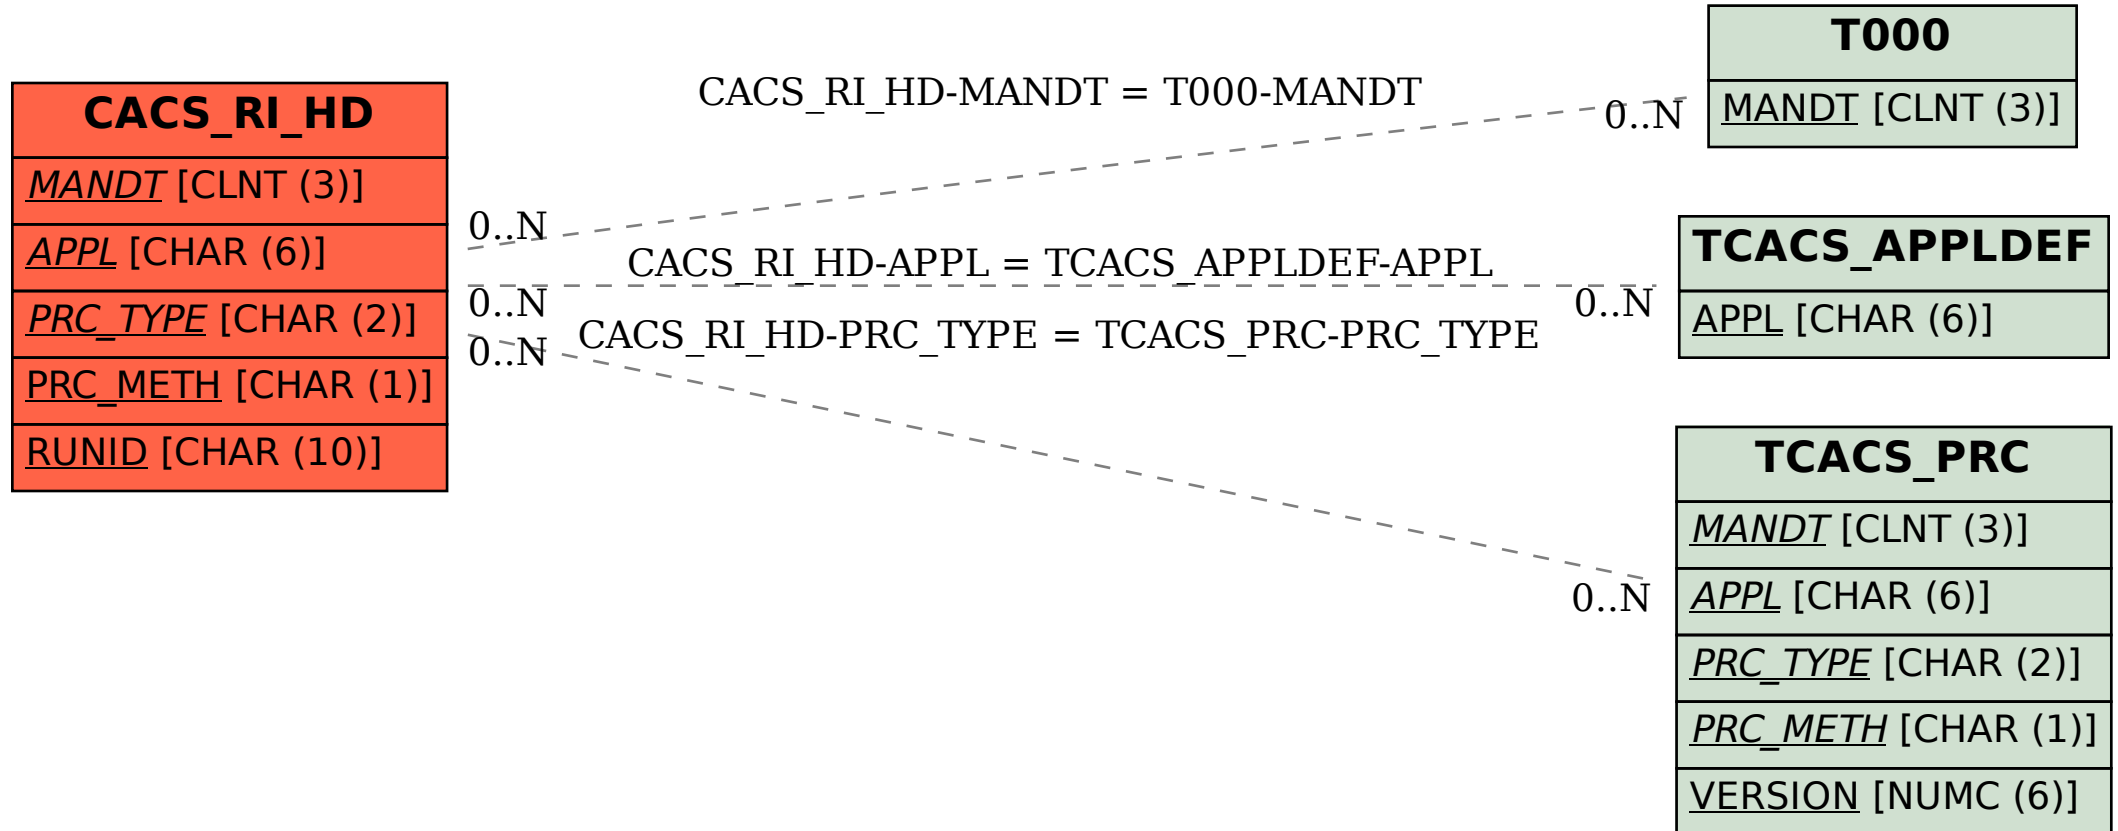 CACS_RI_HD
MANDT [CLNT (3)]
APPL [CHAR (6)]
PRC_TYPE [CHAR (2)]
PRC_METH [CHAR (1)]
RUNID [CHAR (10)]
CACS_RI_HD-MANDT = T000-MANDT
0..N
0..N
CACS_RI_HD-APPL = TCACS_APPLDEF-APPL
0..N
0..N
CACS_RI_HD-PRC_TYPE = TCACS_PRC-PRC_TYPE
0..N
0..N
T000
MANDT [CLNT (3)]
TCACS_APPLDEF
APPL [CHAR (6)]
TCACS_PRC
MANDT [CLNT (3)]
APPL [CHAR (6)]
PRC_TYPE [CHAR (2)]
PRC_METH [CHAR (1)]
VERSION [NUMC (6)]